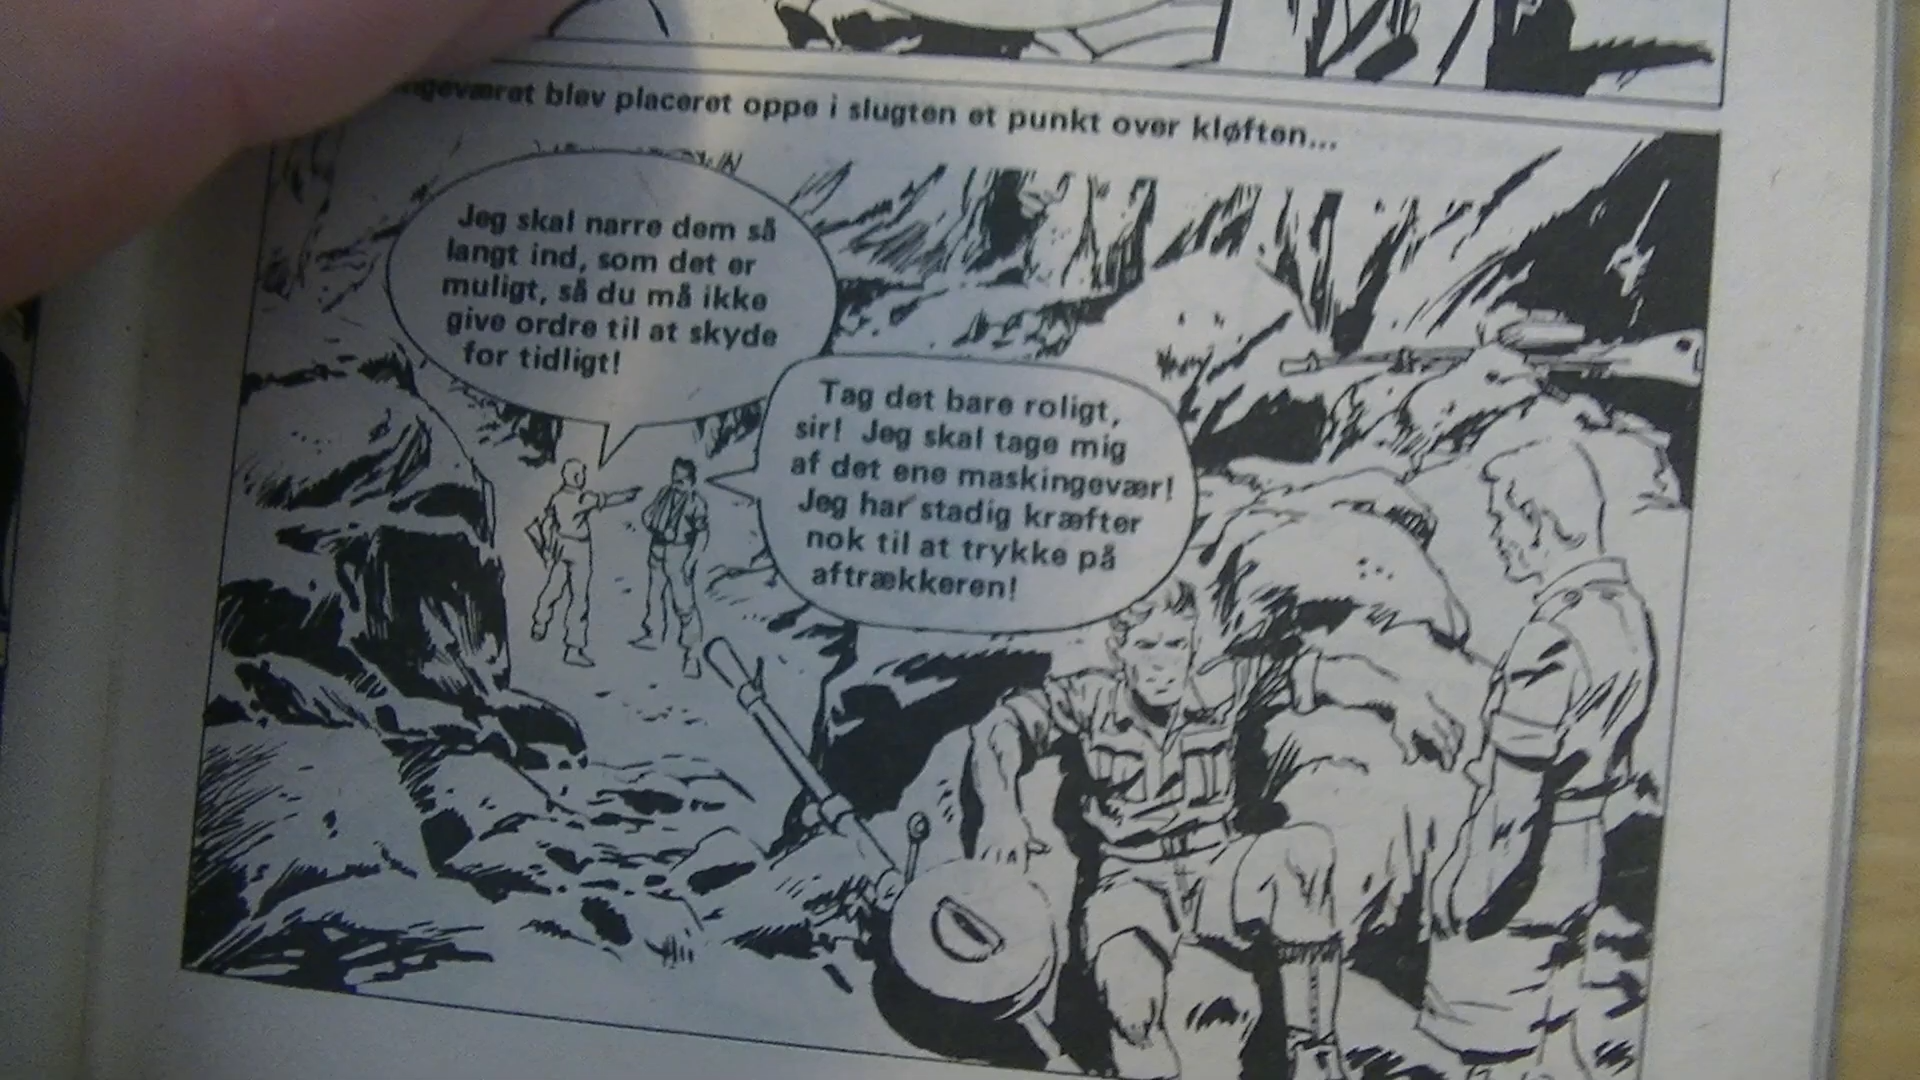 blev placeret oppe i slugten et punkt over kløften...
Jeg skal narre dem så
langt ind, som det er
muligt, så du må ikke
give ordre til at skyde
for tidligt!
Tag det bare roligt,
sir! Jeg skal tage mig
af det ene maskingevær!
Jeg har stadig kræfter
nok til at trykke på
aftrækkeren!